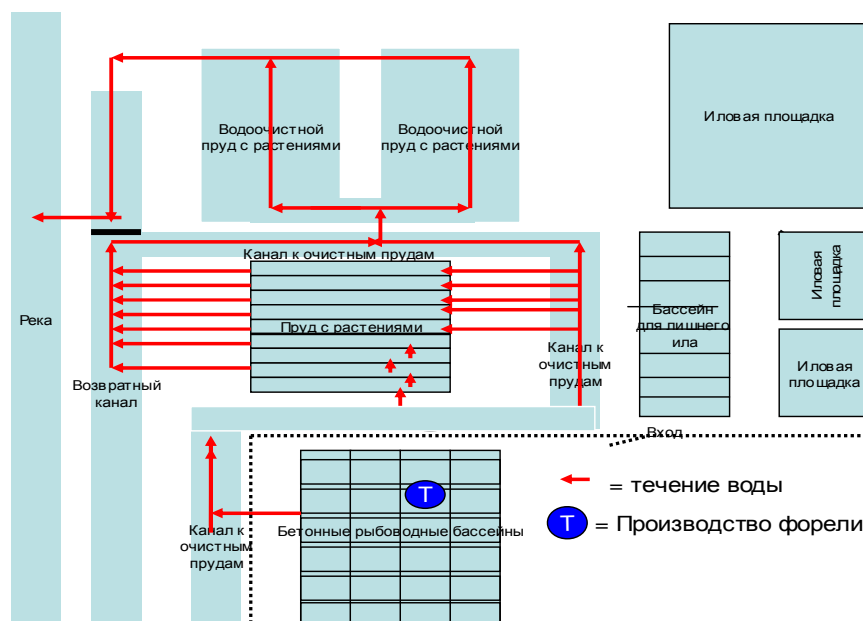 Водоочистной
пруд с растениями
Водоочистной
пруд с растениями
Иловая площадка
Канал к очистным прудам
Река
Пруд с растениями
Бассейн
для лишнего
ила
Иловая
площадка
Возвратный
канал
Канал к
очистным
прудам
Иловая
площадка
Вход
Т
= течение воды
Канал к
очистным
прудам
Бетонные рыбоводные бассейны
Т
= Производство форели